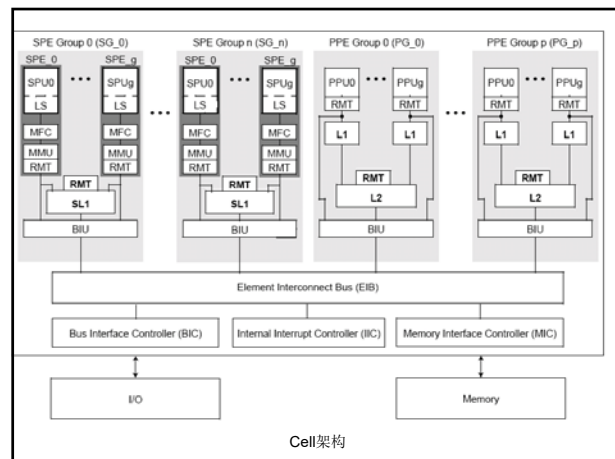 SPE Group 0 (SG_0)
SPE Group n (SG_n)
PPE Group 0 (PG_0)
PPE Group p (PG_p)
SPE_0
SPE_g
SPE_0
SPE_g
SPU0
•••
SPUg
SPU0
•••
SPUg
PPU0
•••
PPUg
PPU0
•••
PPUg
LS
LS
•••
LS
LS
•••
RMT
RMT
•••
RMT
RMT
MFC
MFC
MFC
MFC
L1
L1
L1
L1
MMU
MMU
MMU
MMU
RMT
RMT
RMT
RMT
RMT
RMT
RMT
RMT
SL1
SL1
L2
L2
BIU
BIU
BIU
BIU
Element Interconnect Bus (EIB)
Bus Interface Controller (BIC)
Internal Interrupt Controller (IIC)
Memory Interface Controller (MIC)
I/O
Memory
Cell架构